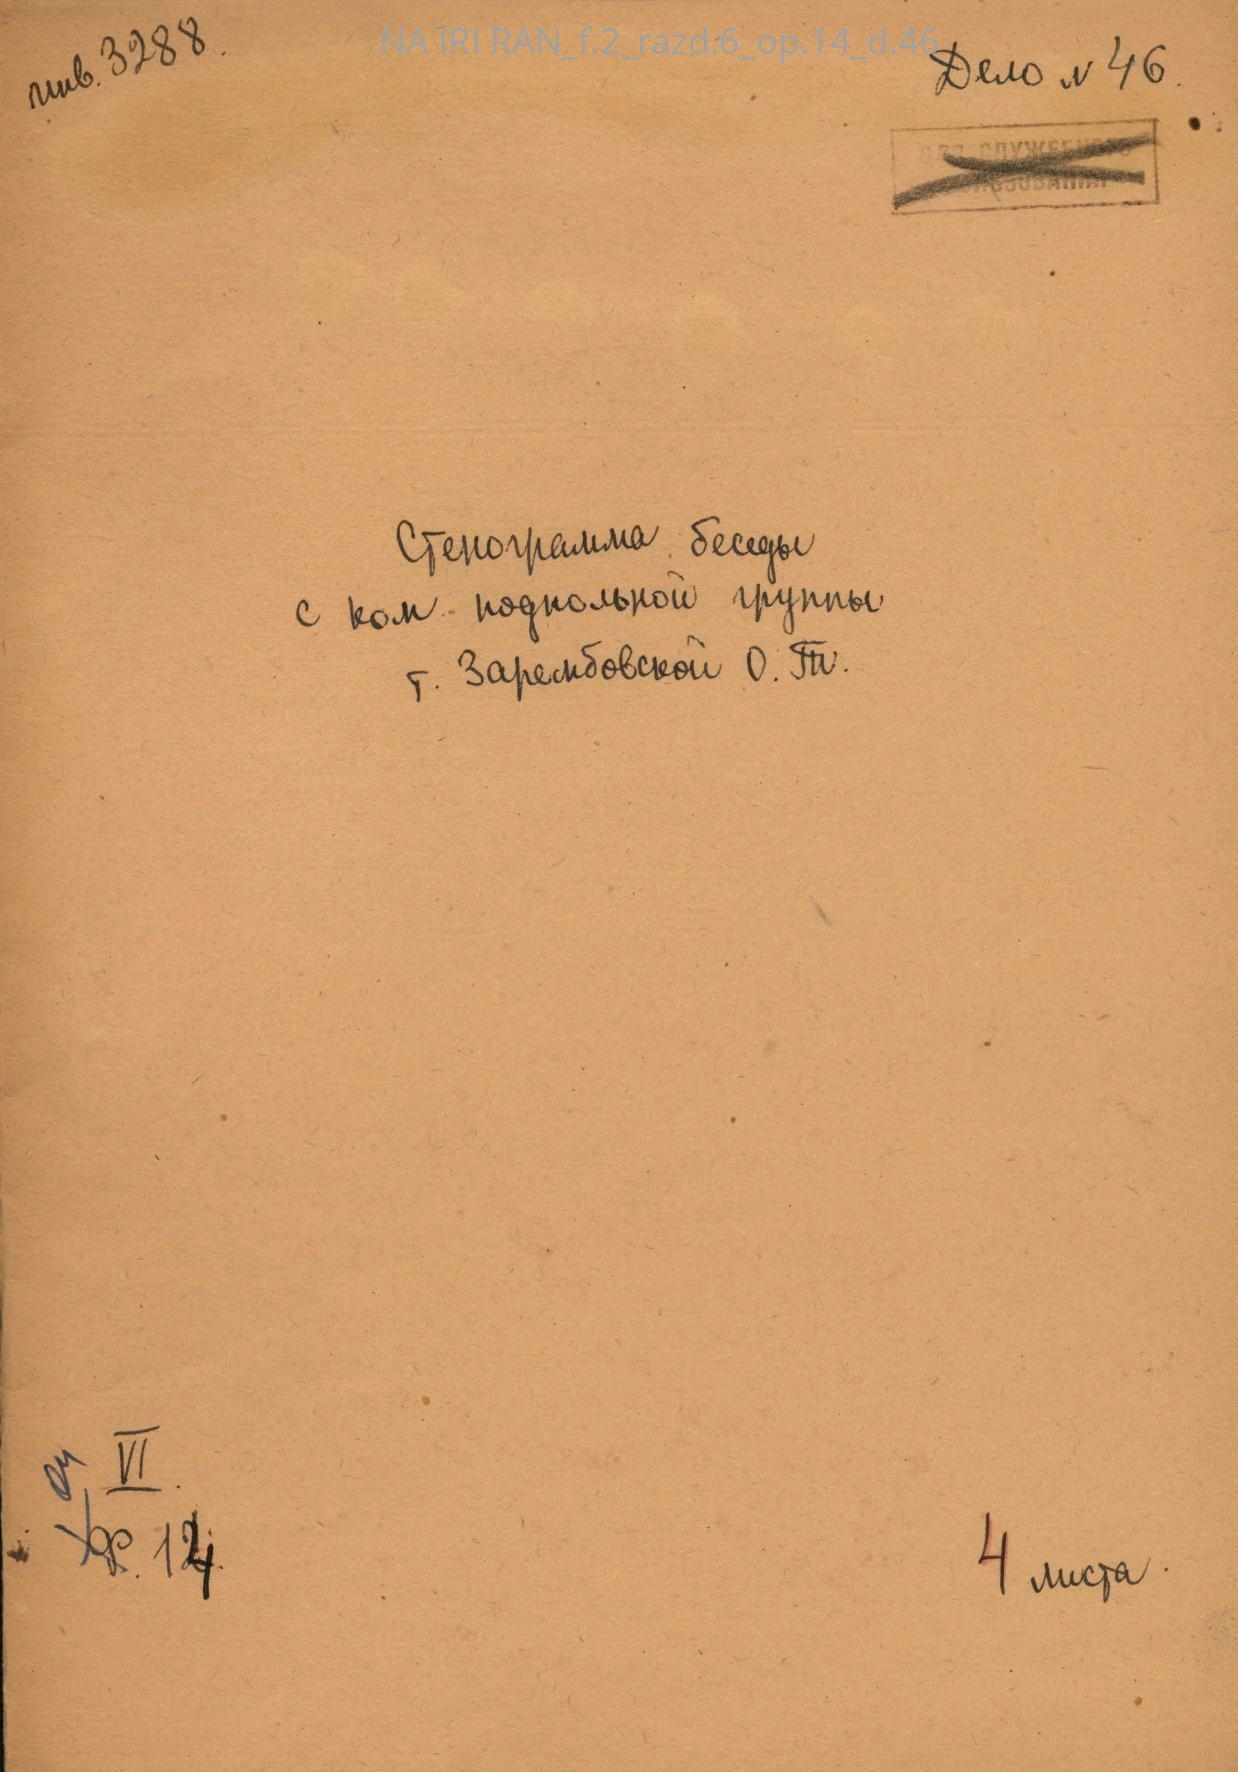 NA IRI RAN_f.2_razd.6_op.14_d.46
инв. 3288.
Дело № 46.
ДЛЯ СЛУЖЕБНОГО
ПОЛЬЗОВАНИЯ
Стенограмма беседы
с ком. подпольной группы
т. Зарембовской О. Т.
VI
оп
14.
4 листа.